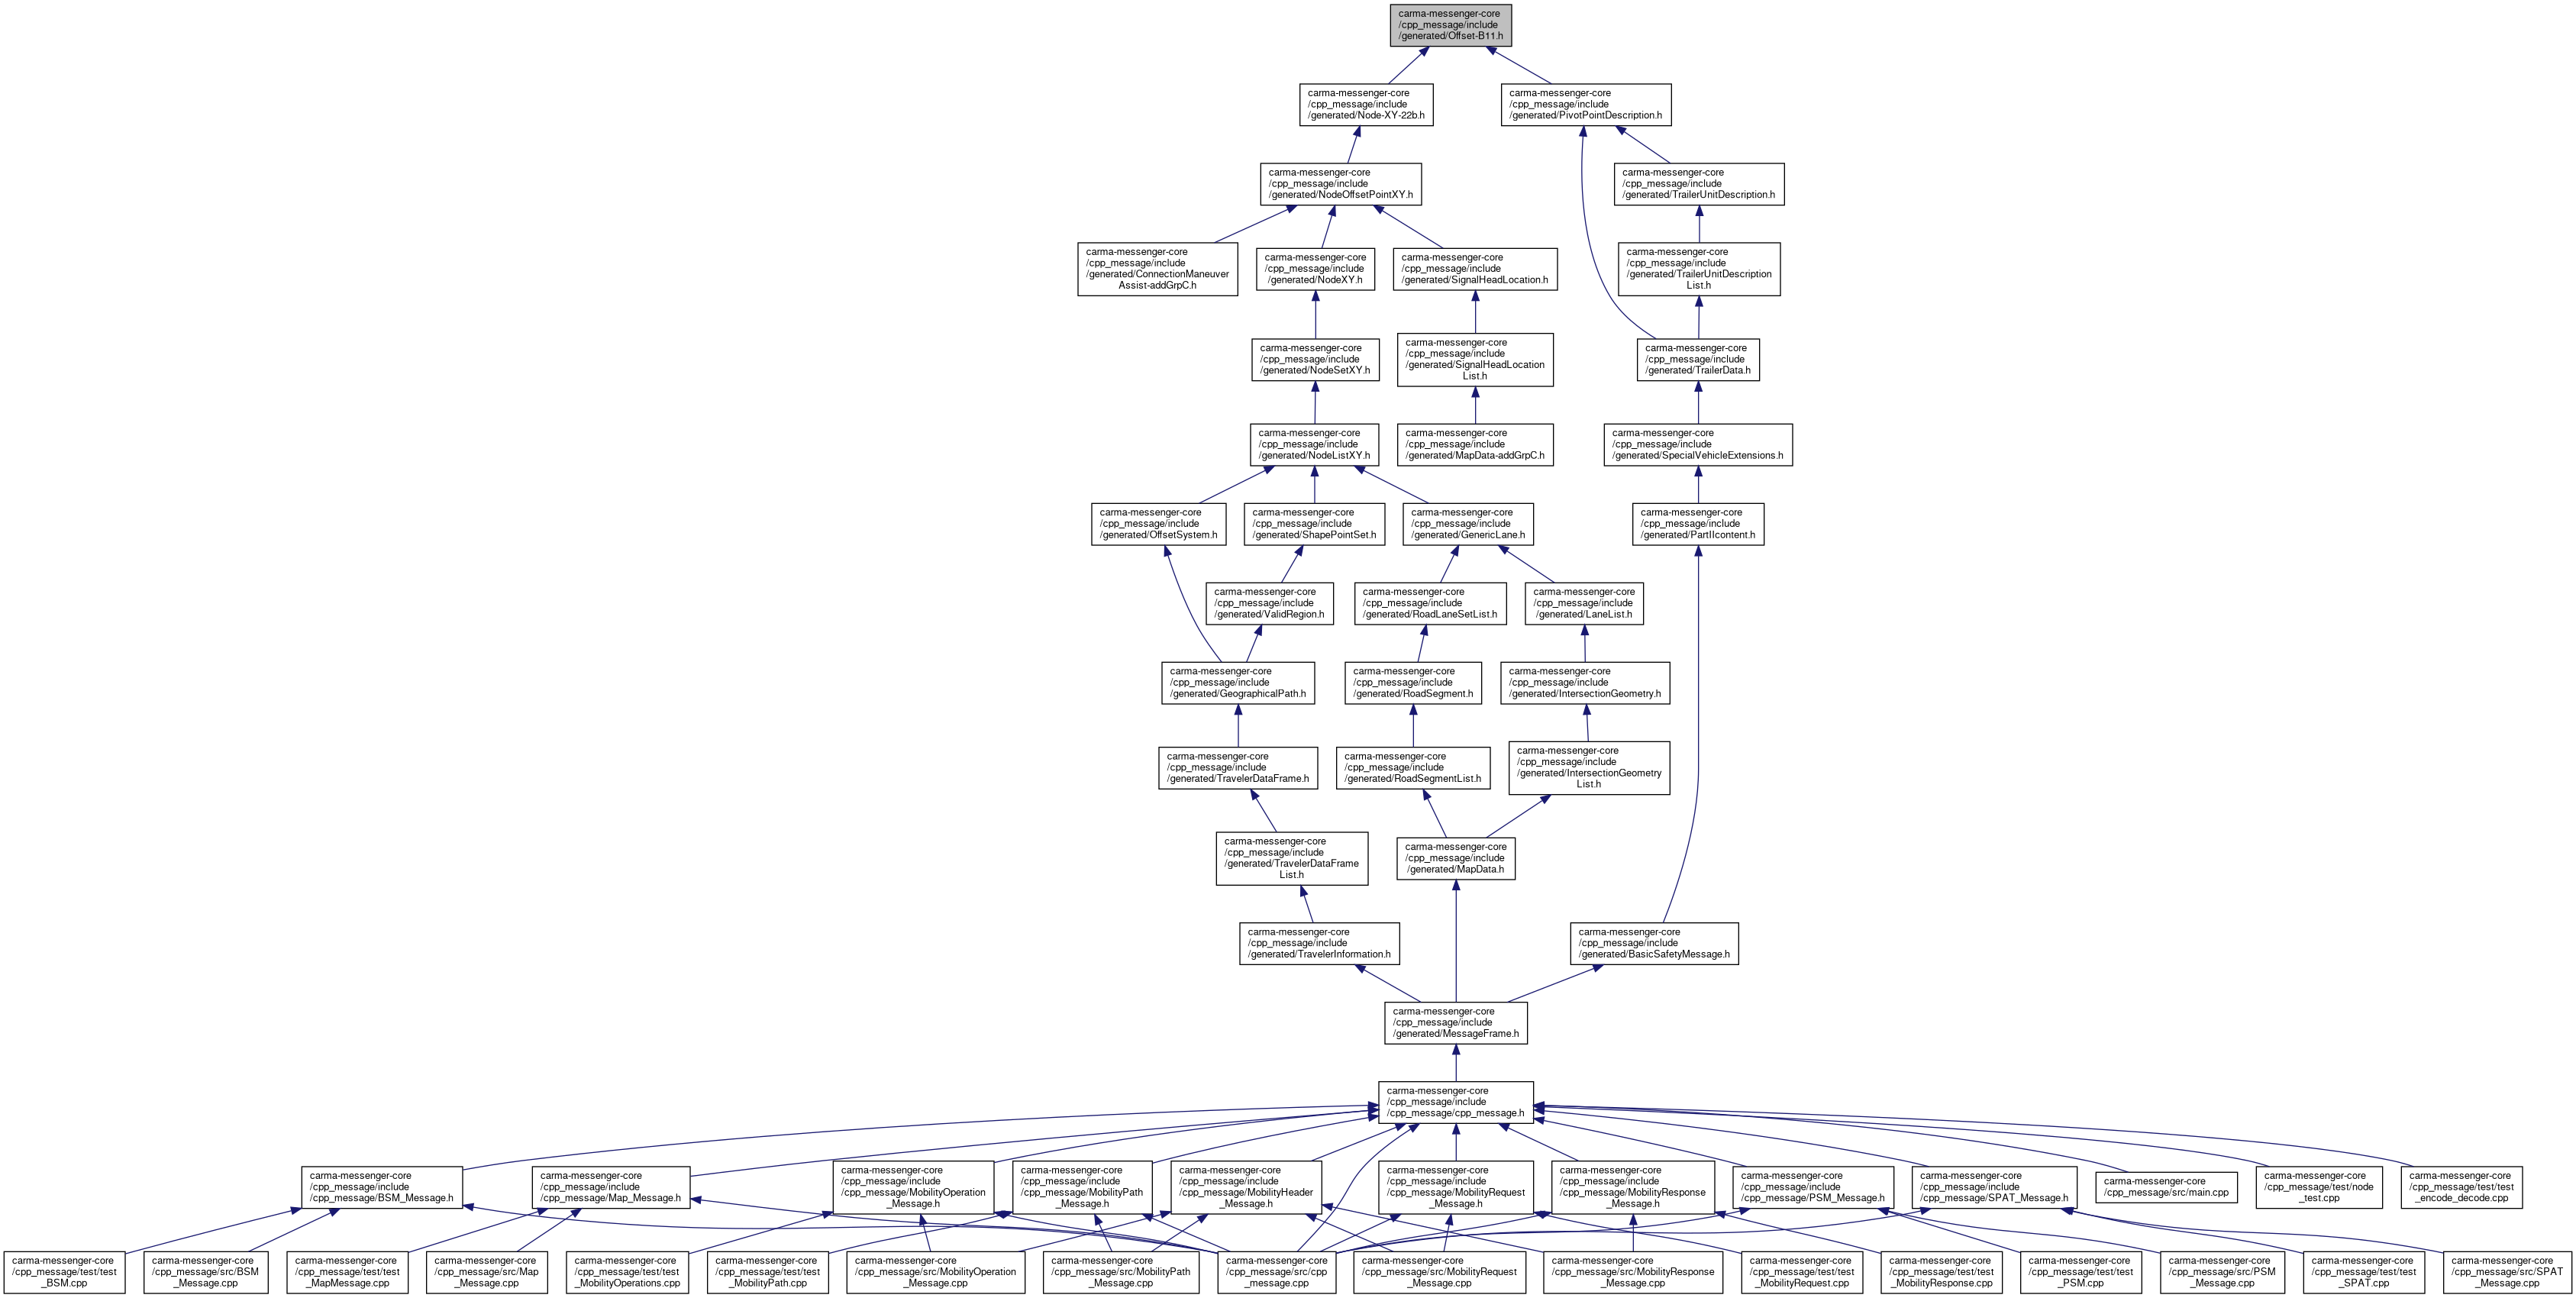 carma-messenger-core
/cpp_message/include
/generated/Offset-B11.h
carma-messenger-core
/cpp_message/include
/generated/Node-XY-22b.h
carma-messenger-core
/cpp_message/include
/generated/PivotPointDescription.h
carma-messenger-core
/cpp_message/include
/generated/NodeOffsetPointXY.h
carma-messenger-core
/cpp_message/include
/generated/TrailerUnitDescription.h
carma-messenger-core
/cpp_message/include
/generated/ConnectionManeuver
Assist-addGrpC.h
carma-messenger-core
/cpp_message/include
/generated/NodeXY.h
carma-messenger-core
/cpp_message/include
/generated/SignalHeadLocation.h
carma-messenger-core
/cpp_message/include
/generated/TrailerUnitDescription
List.h
carma-messenger-core
/cpp_message/include
/generated/NodeSetXY.h
carma-messenger-core
/cpp_message/include
/generated/SignalHeadLocation
List.h
carma-messenger-core
/cpp_message/include
/generated/TrailerData.h
carma-messenger-core
/cpp_message/include
/generated/NodeListXY.h
carma-messenger-core
/cpp_message/include
/generated/MapData-addGrpC.h
carma-messenger-core
/cpp_message/include
/generated/SpecialVehicleExtensions.h
carma-messenger-core
/cpp_message/include
/generated/OffsetSystem.h
carma-messenger-core
/cpp_message/include
/generated/ShapePointSet.h
carma-messenger-core
/cpp_message/include
/generated/GenericLane.h
carma-messenger-core
/cpp_message/include
/generated/PartIIcontent.h
carma-messenger-core
/cpp_message/include
/generated/ValidRegion.h
carma-messenger-core
/cpp_message/include
/generated/RoadLaneSetList.h
carma-messenger-core
/cpp_message/include
/generated/LaneList.h
carma-messenger-core
/cpp_message/include
/generated/GeographicalPath.h
carma-messenger-core
/cpp_message/include
/generated/RoadSegment.h
carma-messenger-core
/cpp_message/include
/generated/IntersectionGeometry.h
carma-messenger-core
/cpp_message/include
/generated/TravelerDataFrame.h
carma-messenger-core
/cpp_message/include
/generated/RoadSegmentList.h
carma-messenger-core
/cpp_message/include
/generated/IntersectionGeometry
List.h
carma-messenger-core
/cpp_message/include
/generated/TravelerDataFrame
List.h
carma-messenger-core
/cpp_message/include
/generated/MapData.h
carma-messenger-core
/cpp_message/include
/generated/TravelerInformation.h
carma-messenger-core
/cpp_message/include
/generated/BasicSafetyMessage.h
carma-messenger-core
/cpp_message/include
/generated/MessageFrame.h
carma-messenger-core
/cpp_message/include
/cpp_message/cpp_message.h
carma-messenger-core
/cpp_message/include
/cpp_message/BSM_Message.h
carma-messenger-core
/cpp_message/include
/cpp_message/Map_Message.h
carma-messenger-core
/cpp_message/include
/cpp_message/MobilityOperation
_Message.h
carma-messenger-core
/cpp_message/include
/cpp_message/MobilityPath
_Message.h
carma-messenger-core
/cpp_message/include
/cpp_message/MobilityHeader
_Message.h
carma-messenger-core
/cpp_message/include
/cpp_message/MobilityRequest
_Message.h
carma-messenger-core
/cpp_message/include
/cpp_message/MobilityResponse
_Message.h
carma-messenger-core
/cpp_message/include
/cpp_message/PSM_Message.h
carma-messenger-core
/cpp_message/include
/cpp_message/SPAT_Message.h
carma-messenger-core
/cpp_message/src/main.cpp
carma-messenger-core
/cpp_message/test/node
_test.cpp
carma-messenger-core
/cpp_message/test/test
_encode_decode.cpp
carma-messenger-core
/cpp_message/test/test
_BSM.cpp
carma-messenger-core
/cpp_message/src/BSM
_Message.cpp
carma-messenger-core
/cpp_message/test/test
_MapMessage.cpp
carma-messenger-core
/cpp_message/src/Map
_Message.cpp
carma-messenger-core
/cpp_message/test/test
_MobilityOperations.cpp
carma-messenger-core
/cpp_message/test/test
_MobilityPath.cpp
carma-messenger-core
/cpp_message/src/MobilityOperation
_Message.cpp
carma-messenger-core
/cpp_message/src/MobilityPath
_Message.cpp
carma-messenger-core
/cpp_message/src/cpp
_message.cpp
carma-messenger-core
/cpp_message/src/MobilityRequest
_Message.cpp
carma-messenger-core
/cpp_message/src/MobilityResponse
_Message.cpp
carma-messenger-core
/cpp_message/test/test
_MobilityRequest.cpp
carma-messenger-core
/cpp_message/test/test
_MobilityResponse.cpp
carma-messenger-core
/cpp_message/test/test
_PSM.cpp
carma-messenger-core
/cpp_message/src/PSM
_Message.cpp
carma-messenger-core
/cpp_message/test/test
_SPAT.cpp
carma-messenger-core
/cpp_message/src/SPAT
_Message.cpp